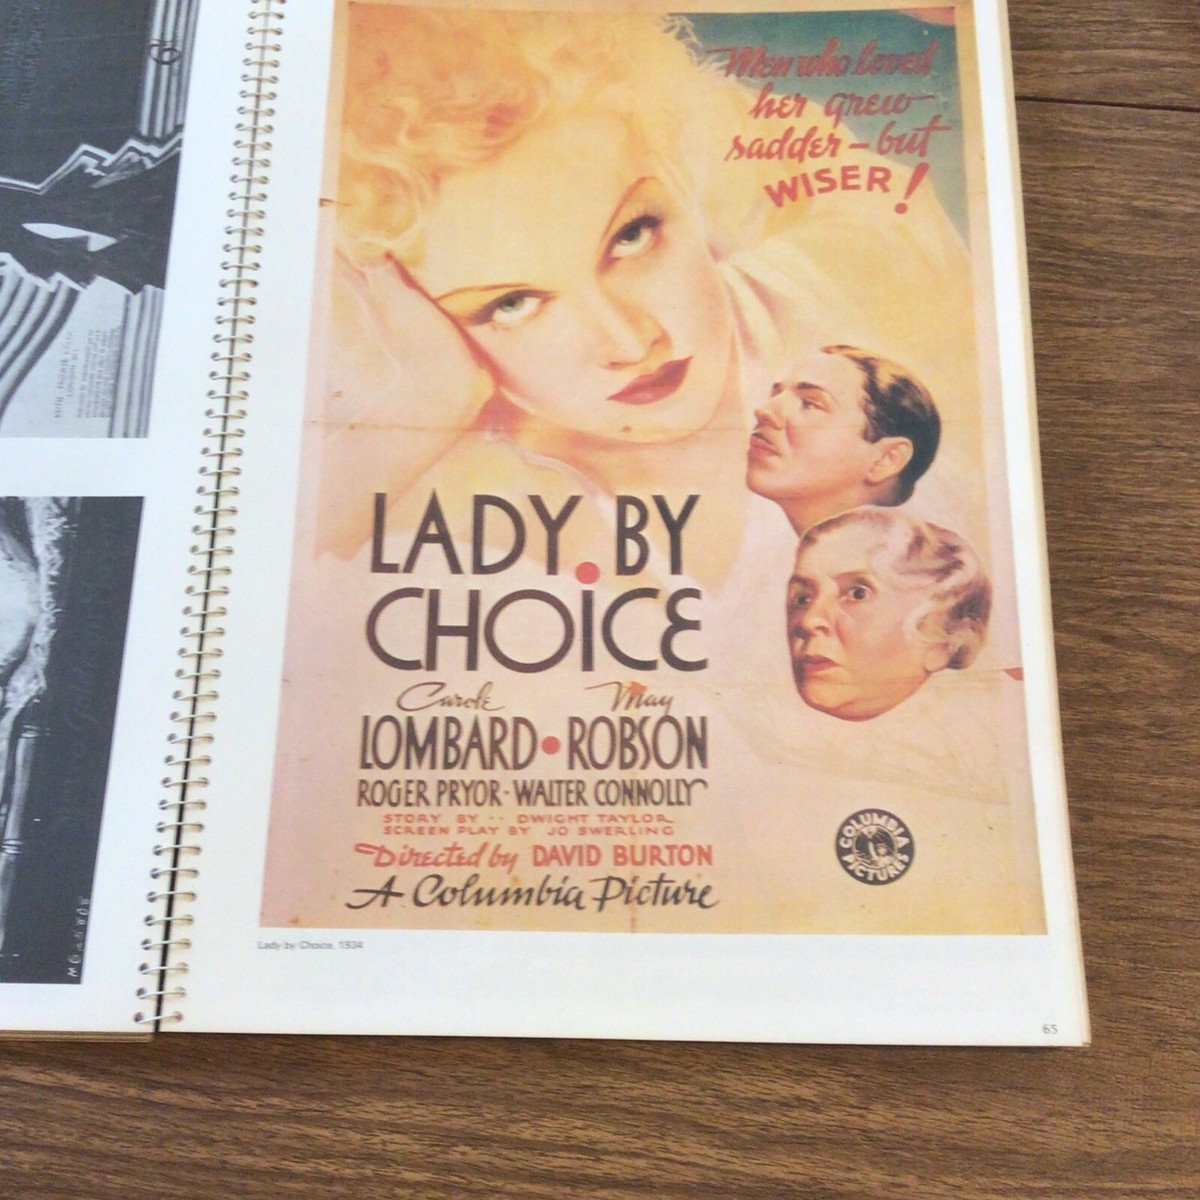 Men who loved
her grew
sadder – but
WISER!
LADY BY
CHOICE
Carole May
LOMBARD • ROBSON
ROGER PRYOR · WALTER CONNOLLY
STORY BY ·· DWIGHT TAYLOR
SCREEN PLAY BY JO SWERLING
Directed by DAVID BURTON
A Columbia Picture
COLUMBIA
PICTURES
Lady by Choice, 1934
65